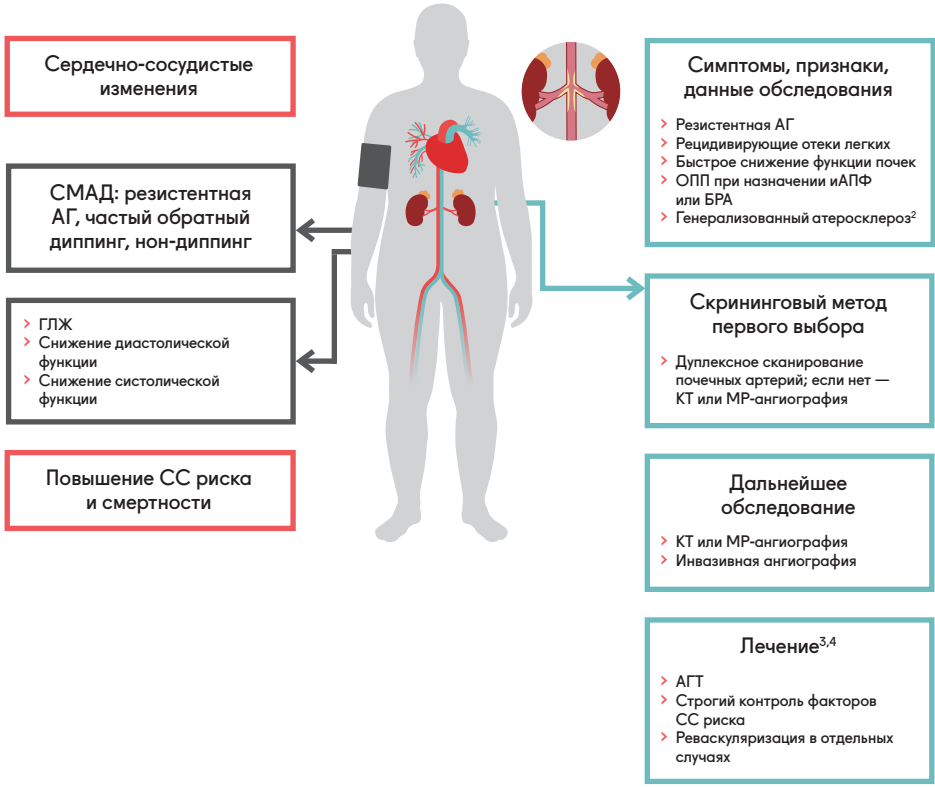 Сердечно-сосудистые
изменения
СМАД: резистентная
АГ, частый обратный
диппинг, нон-диппинг
> ГЛЖ
> Снижение диастолической
функции
> Снижение систолической
функции
Повышение СС риска
и смертности
Симптомы, признаки,
данные обследования
> Резистентная АГ
> Рецидивирующие отеки легких
> Быстрое снижение функции почек
> ОПП при назначении иАПФ
или БРА
> Генерализованный атеросклероз²
Скрининговый метод
первого выбора
> Дуплексное сканирование
почечных артерий; если нет —
КТ или МР-ангиография
Дальнейшее
обследование
> КТ или МР-ангиография
> Инвазивная ангиография
Лечение³,⁴
> АГТ
> Строгий контроль факторов
СС риска
> Реваскуляризация в отдельных
случаях